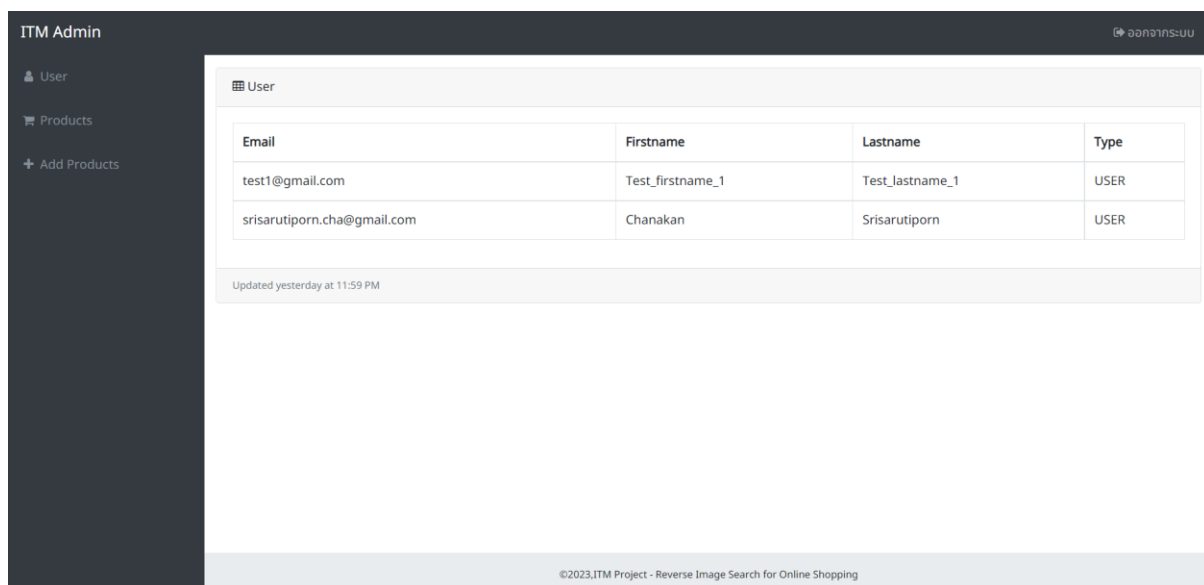 ITM Admin
ออกจากระบบ
User
Products
Add Products
User
Email Firstname Lastname Type
test1@gmail.com Test_firstname_1 Test_lastname_1 USER
srisarutiporn.cha@gmail.com Chanakan Srisarutiporn USER
Updated yesterday at 11:59 PM
©2023,ITM Project - Reverse Image Search for Online Shopping